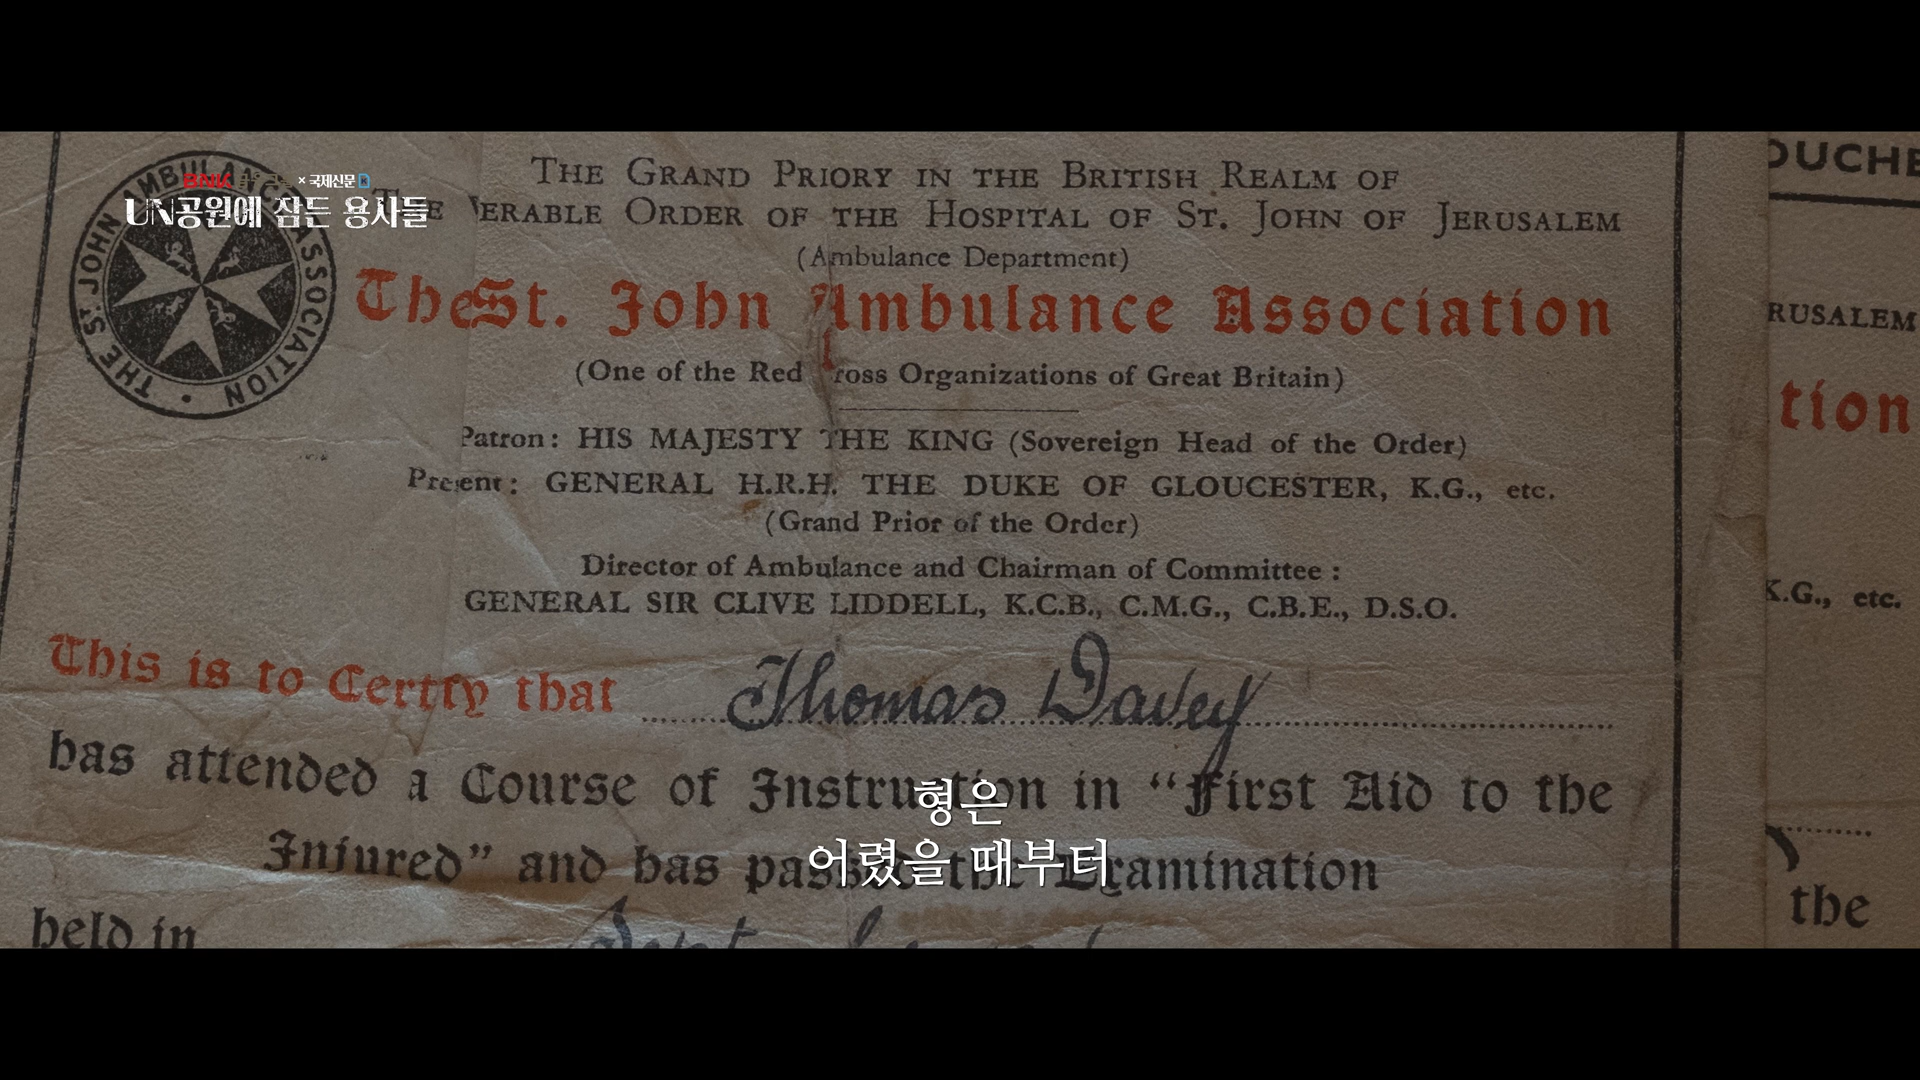 THE ST JOHN AMBULANCE ASSOCIATION
BNK × 국제신문
UN공원에 잠든 용사들
THE GRAND PRIORY IN THE BRITISH REALM OF
THE ERABLE ORDER OF THE HOSPITAL OF ST. JOHN OF JERUSALEM
(Ambulance Department)
The St. John Ambulance Association
(One of the Red ross Organizations of Great Britain)
Patron: HIS MAJESTY THE KING (Sovereign Head of the Order)
GENERAL H.R.H. THE DUKE OF GLOUCESTER, K.G., etc.
(Grand Prior of the Order)
Director of Ambulance and Chairman of Committee :
GENERAL SIR CLIVE LIDDELL, K.C.B., C.M.G., C.B.E., D.S.O.
This is to Certfy that Thomas Davey
has attended a Course of Instruction in “First Aid to the
Injured” and has passed the Examination
held in
형은
어렸을 때부터
OUCHE
RUSALEM
tion
K.G., etc.
the